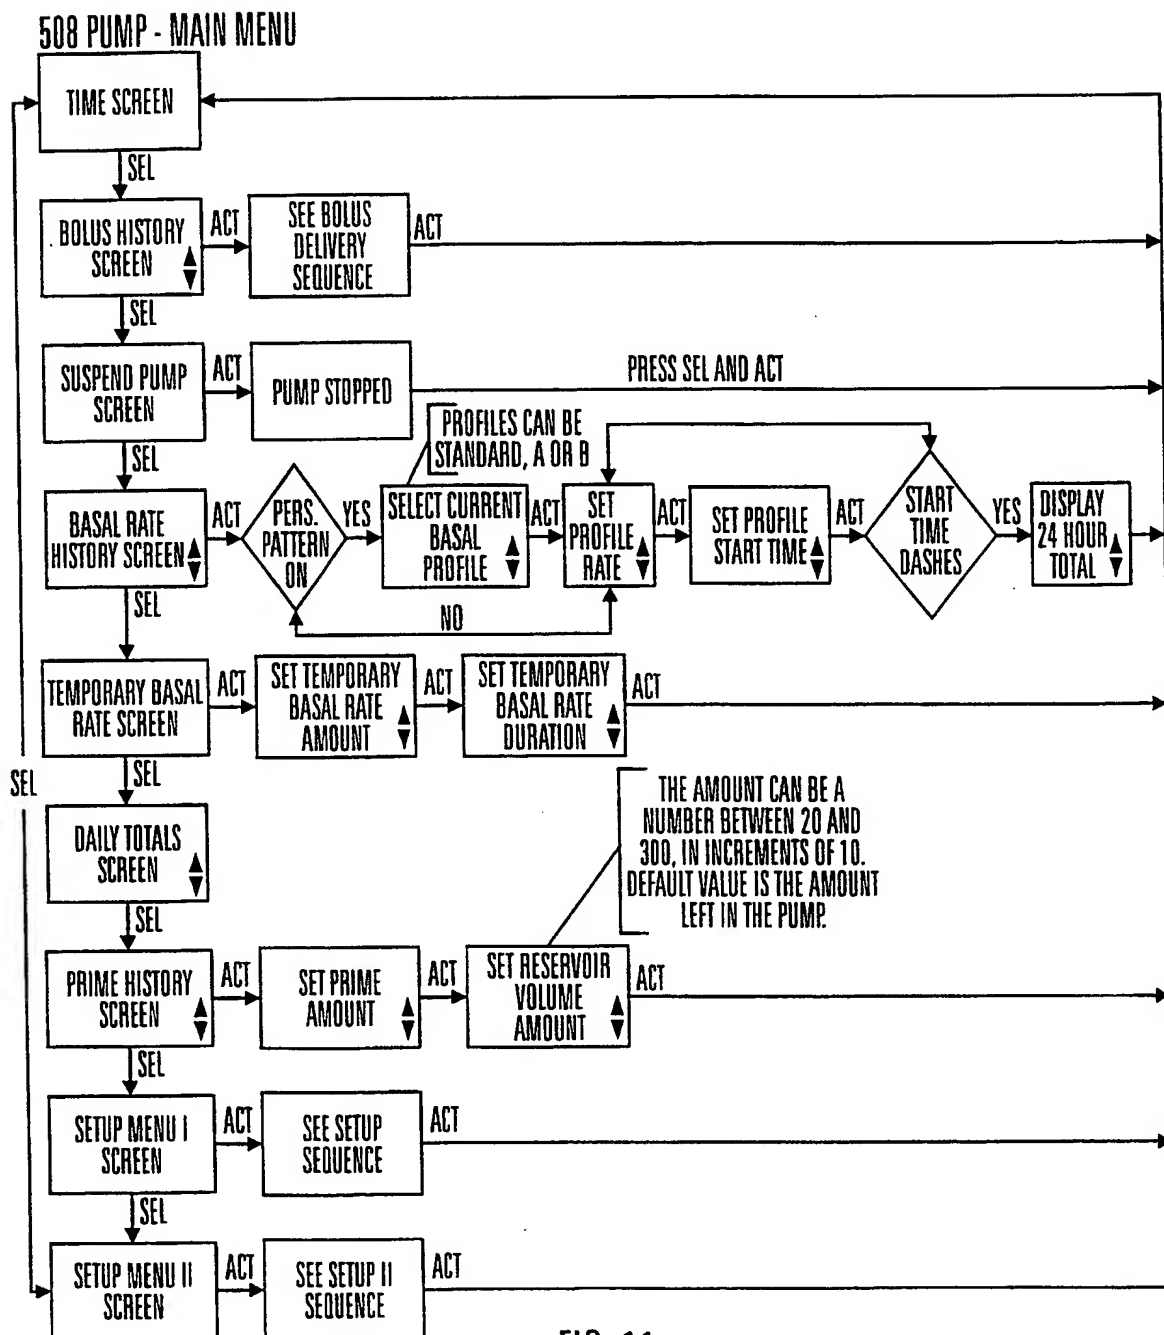 508 PUMP - MAIN MENU
TIME SCREEN
SEL
BOLUS HISTORY
SCREEN
ACT
SEE BOLUS
DELIVERY
SEQUENCE
ACT
SEL
SUSPEND PUMP
SCREEN
ACT
PUMP STOPPED
PRESS SEL AND ACT
SEL
PROFILES CAN BE
STANDARD, A OR B
BASAL RATE
HISTORY SCREEN
ACT
PERS.
PATTERN
ON
YES
SELECT CURRENT
BASAL
PROFILE
ACT
SET
PROFILE
RATE
ACT
SET PROFILE
START TIME
ACT
START
TIME
DASHES
YES
DISPLAY
24 HOUR
TOTAL
NO
SEL
TEMPORARY BASAL
RATE SCREEN
ACT
SET TEMPORARY
BASAL RATE
AMOUNT
ACT
SET TEMPORARY
BASAL RATE
DURATION
ACT
SEL
SEL
DAILY TOTALS
SCREEN
THE AMOUNT CAN BE A
NUMBER BETWEEN 20 AND
300, IN INCREMENTS OF 10.
DEFAULT VALUE IS THE AMOUNT
LEFT IN THE PUMP.
SEL
PRIME HISTORY
SCREEN
ACT
SET PRIME
AMOUNT
ACT
SET RESERVOIR
VOLUME
AMOUNT
ACT
SEL
SETUP MENU I
SCREEN
ACT
SEE SETUP
SEQUENCE
ACT
SEL
SETUP MENU II
SCREEN
ACT
SEE SETUP II
SEQUENCE
ACT